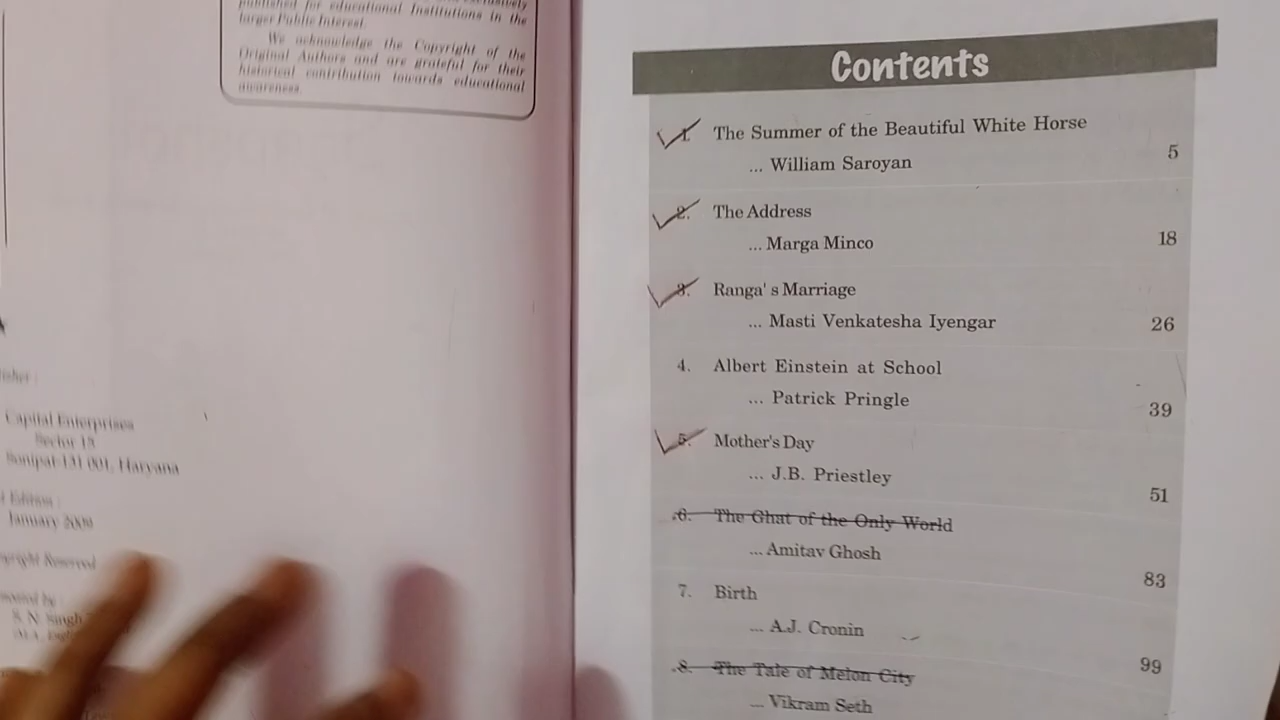 published for educational Institutions in the
larger Public Interest.
We acknowledge the Copyright of the
Original Authors and are grateful for their
historical contribution towards educational
awareness.
Capital Enterprises
Sector 15
Sonipat-131 001, Haryana
Edition :
January 2009
Reserved
S. N. Singh
Contents
1. The Summer of the Beautiful White Horse
... William Saroyan
5
2. The Address
... Marga Minco
18
3. Ranga' s Marriage
... Masti Venkatesha Iyengar
26
4. Albert Einstein at School
... Patrick Pringle
39
5. Mother's Day
... J.B. Priestley
51
6. The Ghat of the Only World
... Amitav Ghosh
83
7. Birth
... A.J. Cronin
99
8. The Tale of Melon City
... Vikram Seth